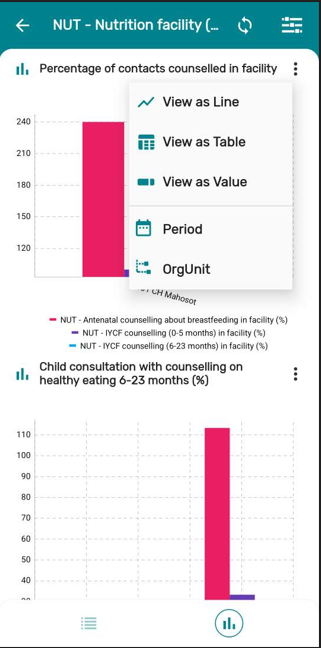 NUT - Nutrition facility (...
Percentage of contacts counselled in facility
View as Line
View as Table
View as Value
Period
OrgUnit
240
210
180
150
120
CH Mahosot
NUT - Antenatal counselling about breastfeeding in facility (%)
NUT - IYCF counselling (0-5 months) in facility (%)
NUT - IYCF counselling (6-23 months) in facility (%)
Child consultation with counselling on
healthy eating 6-23 months (%)
110
100
90
80
70
60
50
40